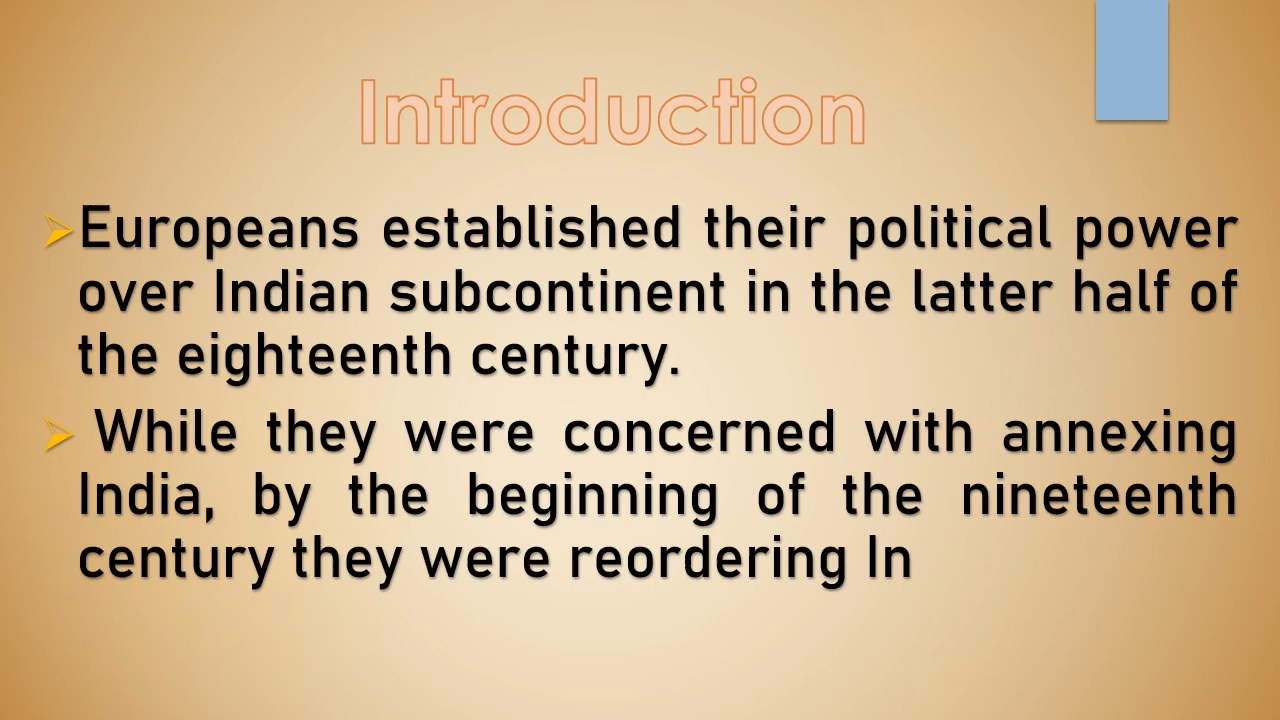 Introduction
➢Europeans established their political power
over Indian subcontinent in the latter half of
the eighteenth century.
➢ While they were concerned with annexing
India, by the beginning of the nineteenth
century they were reordering In